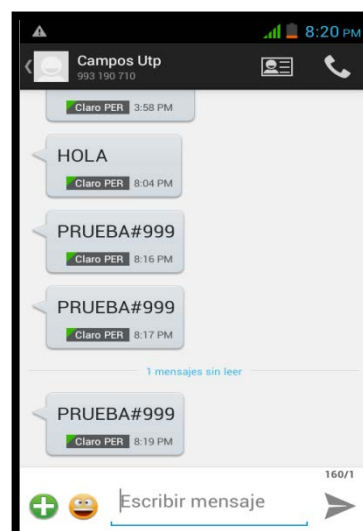 8:20 PM
Campos Utp
993 190 710
Claro PER 3:58 PM
HOLA
Claro PER 8:04 PM
PRUEBA#999
Claro PER 8:16 PM
PRUEBA#999
Claro PER 8:17 PM
1 mensajes sin leer
PRUEBA#999
Claro PER 8:19 PM
160/1
Escribir mensaje